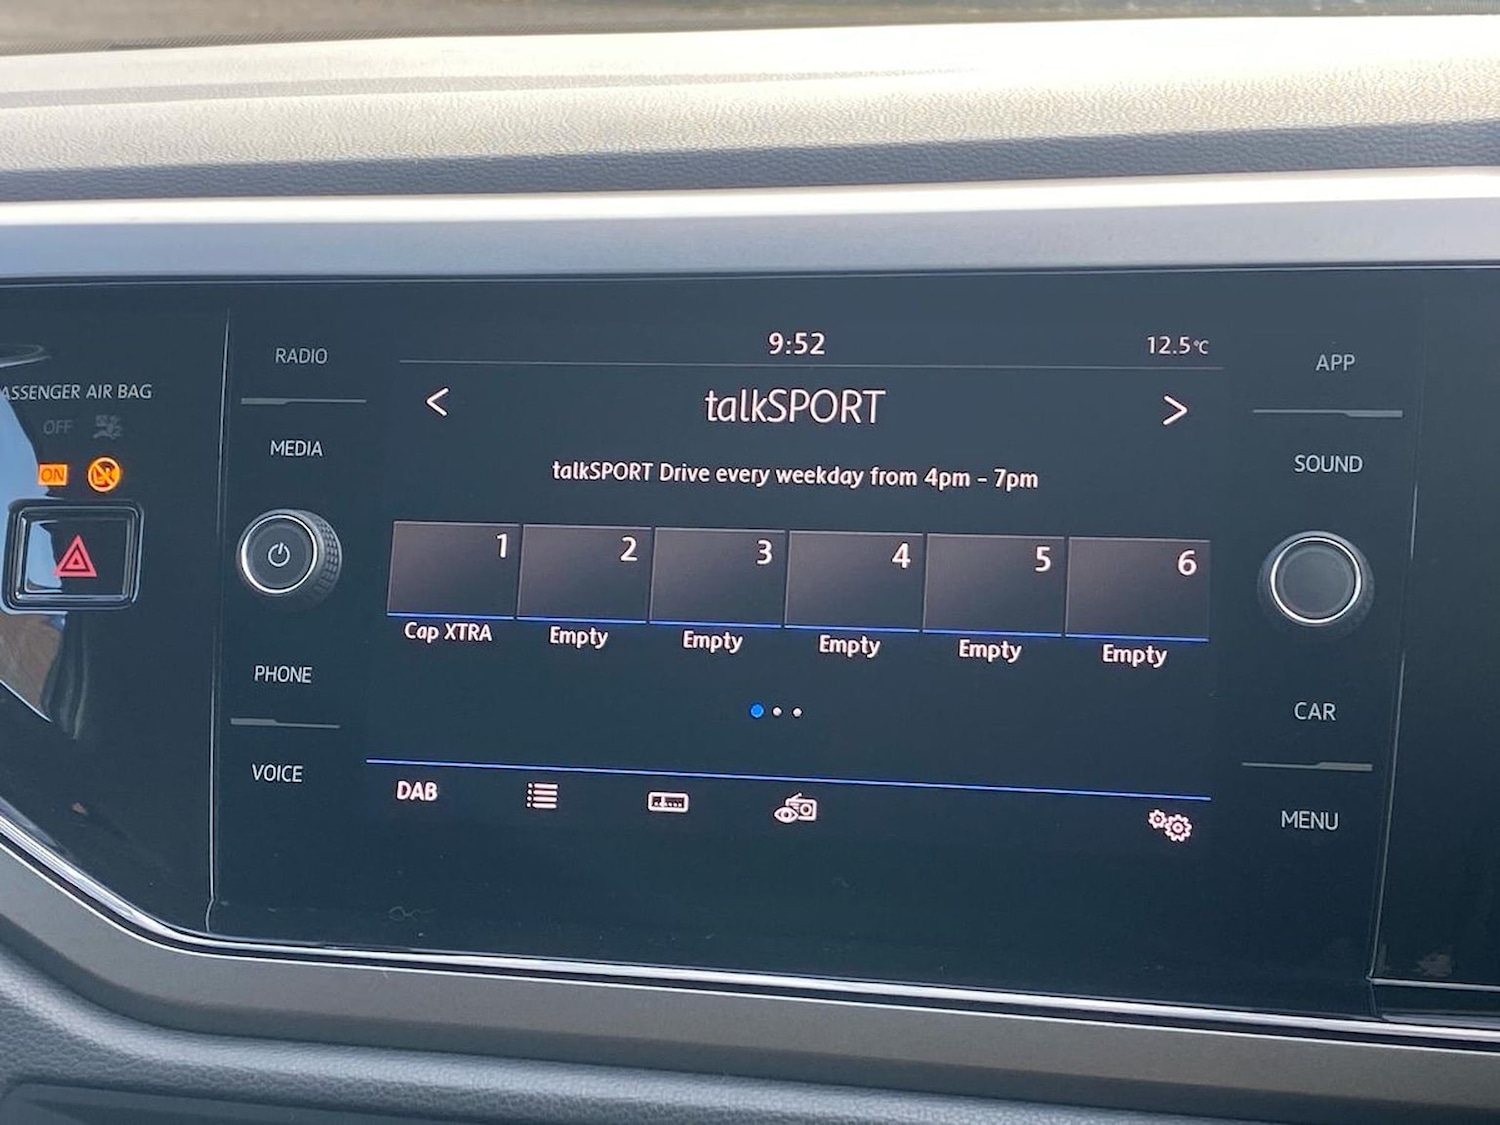 ASSENGER AIR BAG
OFF
ON
RADIO
MEDIA
PHONE
VOICE
9:52
12.5°C
< talkSPORT >
talkSPORT Drive every weekday from 4pm - 7pm
1 2 3 4 5 6
Cap XTRA Empty Empty Empty Empty Empty
DAB
APP
SOUND
CAR
MENU